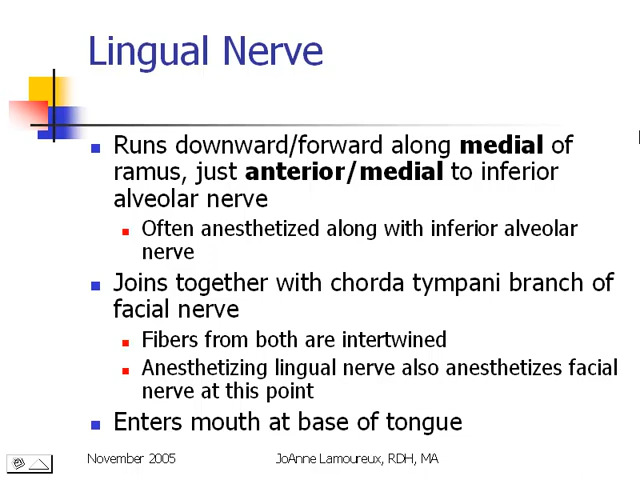 Lingual Nerve
Runs downward/forward along medial of
ramus, just anterior/medial to inferior
alveolar nerve
Often anesthetized along with inferior alveolar
nerve
Joins together with chorda tympani branch of
facial nerve
Fibers from both are intertwined
Anesthetizing lingual nerve also anesthetizes facial
nerve at this point
Enters mouth at base of tongue
November 2005 JoAnne Lamoureux, RDH, MA